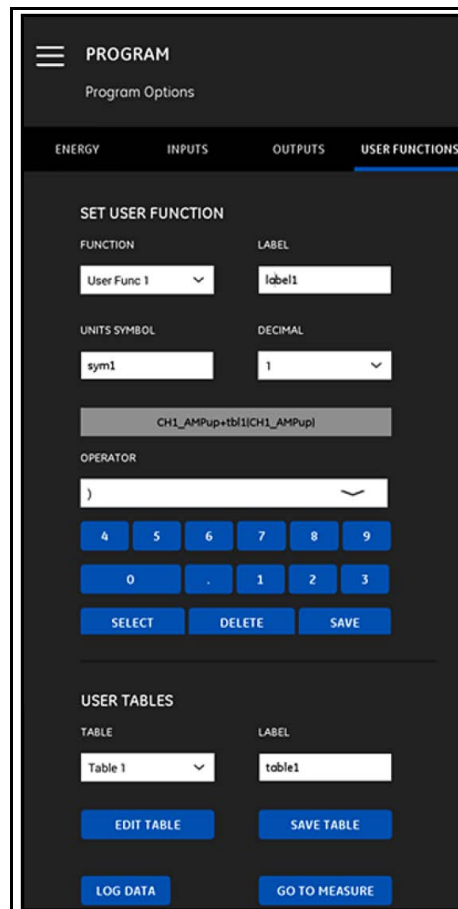 PROGRAM
Program Options
ENERGY INPUTS OUTPUTS USER FUNCTIONS
SET USER FUNCTION
FUNCTION LABEL
User Func 1 label1
UNITS SYMBOL DECIMAL
sym1 1
CH1_AMPup+tbl1(CH1_AMPup)
OPERATOR
)
4 5 6 7 8 9
0 . 1 2 3
SELECT DELETE SAVE
USER TABLES
TABLE LABEL
Table 1 table1
EDIT TABLE SAVE TABLE
LOG DATA GO TO MEASURE